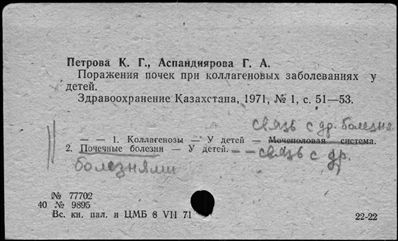 Петрова К. Г., Аспандиярова Г. А.
Поражения почек при коллагеновых заболеваниях у
детей.
Здравоохранение Казахстана, 1971, № 1, с. 51—53.
связь с др. болезня
— — 1. Коллагенозы — У детей — Мочеполовая система.
2. Почечные болезни — У детей. — — связь с др.
болезнями
№ 77702
40 № 9895
Вс. кн. пал. и ЦМБ 6 VII 71
22-22